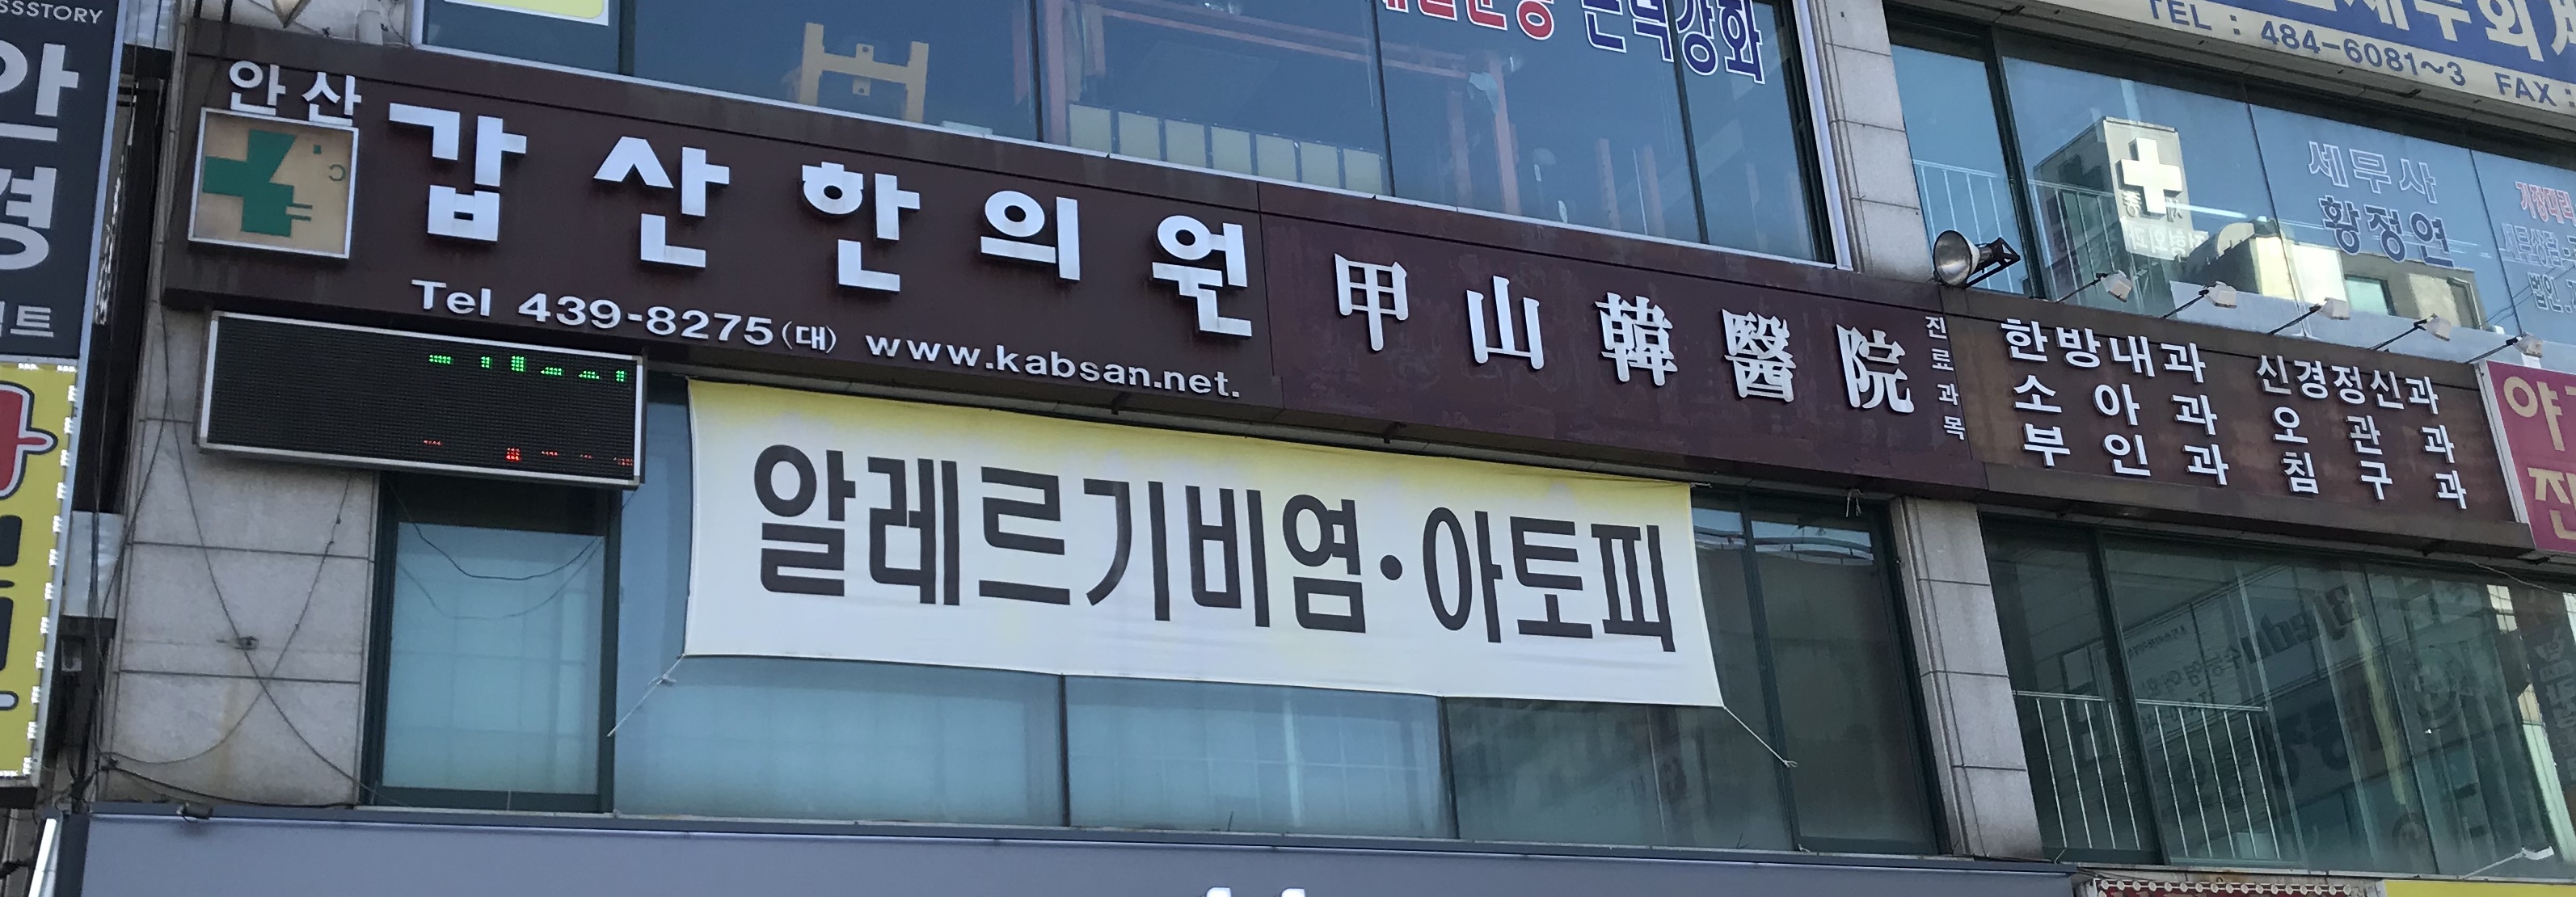 안산
갑산한의원
Tel 439-8275(대) www.kabsan.net.
甲山韓醫院
진료과목
한방내과 신경정신과
소아과 오관과
부인과 침구과
알레르기비염·아토피
TEL : 484-6081~3 FAX :
세무사
황정연
SSSTORY
안
경